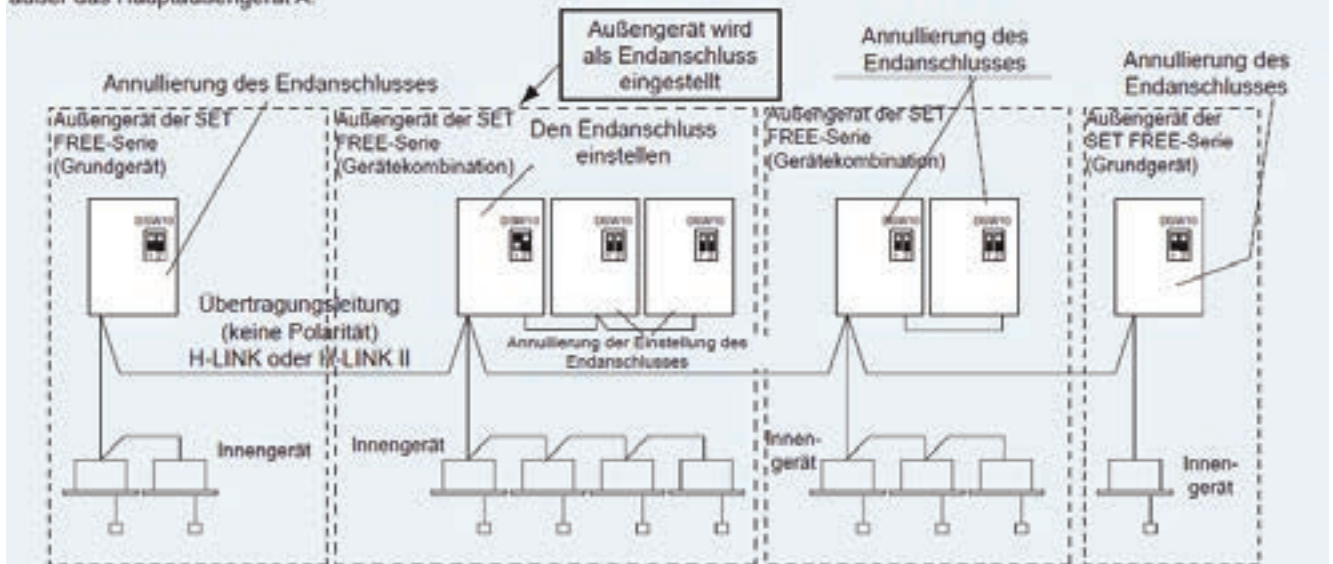 außer das Hauptaußengerät A.
Außengerät wird
als Endanschluss
eingestellt
Annullierung des
Endanschlusses
Annullierung des
Endanschlusses
Annullierung des Endanschlusses
Außengerät der SET
FREE-Serie
(Grundgerät)
Außengerät der SET
FREE-Serie
(Gerätekombination)
Den Endanschluss
einstellen
Außengerät der SET
FREE-Serie
(Gerätekombination)
Außengerät der
SET FREE-Serie
(Grundgerät)
DSW10
DSW10
DSW10
DSW10
DSW10
DSW10
DSW10
Übertragungsleitung
(keine Polarität)
H-LINK oder H-LINK II
Annullierung der Einstellung des
Endanschlusses
Innengerät
Innengerät
Innen-
gerät
Innen-
gerät